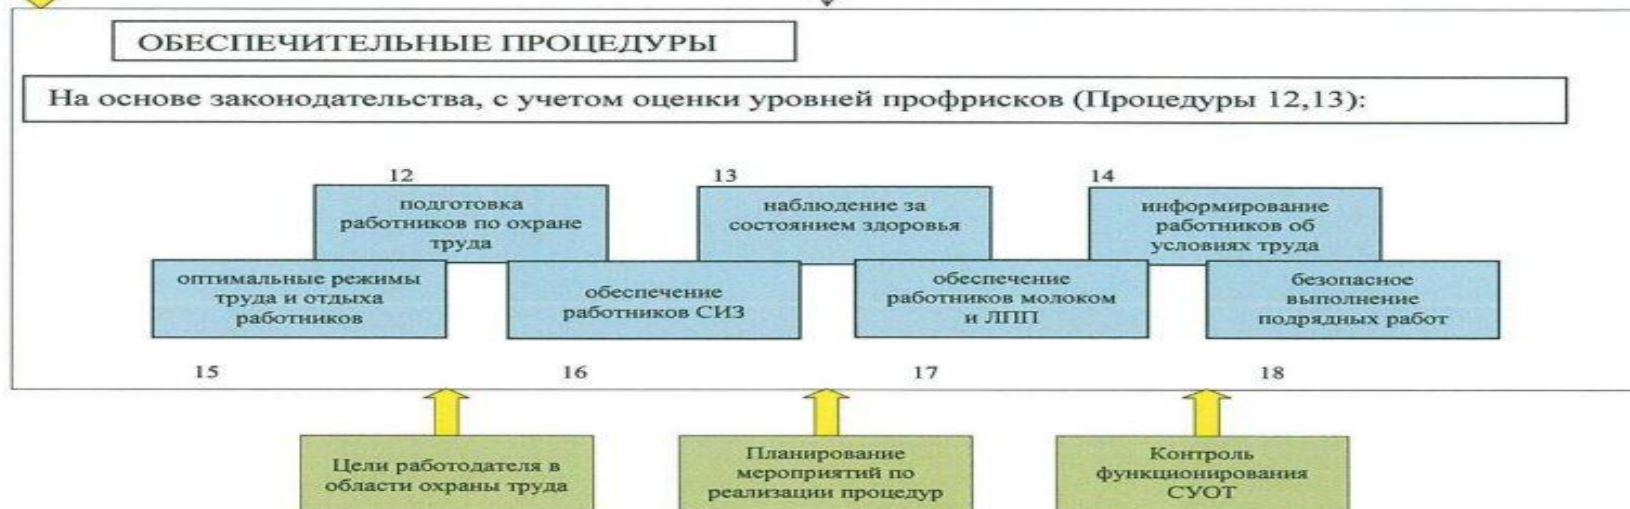 ОБЕСПЕЧИТЕЛЬНЫЕ ПРОЦЕДУРЫ
На основе законодательства, с учетом оценки уровней профрисков (Процедуры 12,13):
12
подготовка
работников по охране
труда
13
наблюдение за
состоянием здоровья
14
информирование
работников об
условиях труда
оптимальные режимы
труда и отдыха
работников
обеспечение
работников СИЗ
обеспечение
работников молоком
и ЛПП
безопасное
выполнение
подрядных работ
15
16
17
18
Цели работодателя в
области охраны труда
Планирование
мероприятий по
реализации процедур
Контроль
функционирования
СУОТ